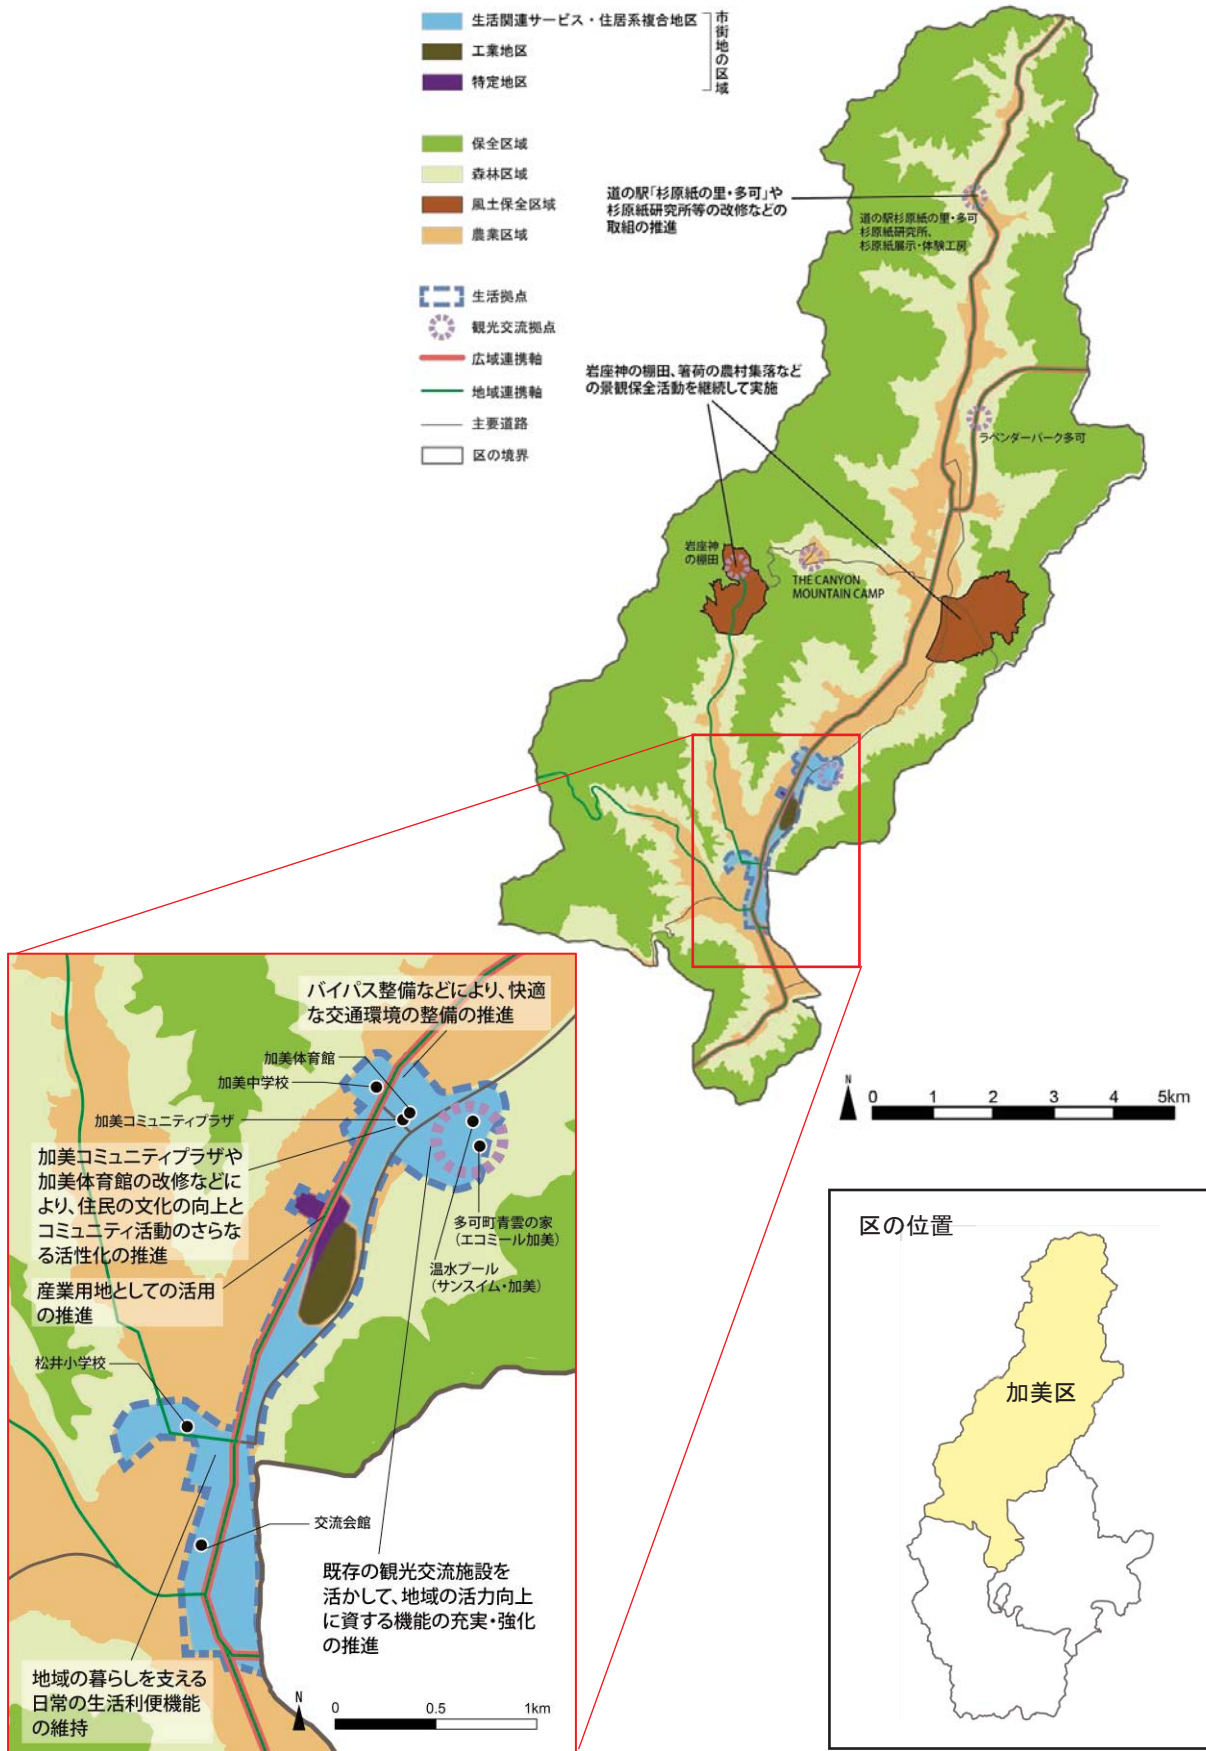 生活関連サービス・住居系複合地区
工業地区
特定地区
市街地の区域
保全区域
森林区域
風土保全区域
農業区域
生活拠点
観光交流拠点
広域連携軸
地域連携軸
主要道路
区の境界
道の駅「杉原紙の里・多可」や
杉原紙研究所等の改修などの
取組の推進
道の駅杉原紙の里・多可
杉原紙研究所、
杉原紙展示・体験工房
岩座神の棚田、箸荷の農村集落など
の景観保全活動を継続して実施
ラベンダーパーク多可
岩座神
の棚田
THE CANYON
MOUNTAIN CAMP
バイパス整備などにより、快適
な交通環境の整備の推進
加美体育館
加美中学校
加美コミュニティプラザ
加美コミュニティプラザや
加美体育館の改修などに
より、住民の文化の向上と
コミュニティ活動のさらな
る活性化の推進
多可町青雲の家
（エコミール加美）
温水プール
（サンスイム・加美）
産業用地としての活用
の推進
松井小学校
交流会館
既存の観光交流施設を
活かして、地域の活力向上
に資する機能の充実・強化
の推進
地域の暮らしを支える
日常の生活利便機能
の維持
N
0 0.5 1km
N
0 1 2 3 4 5km
区の位置
加美区